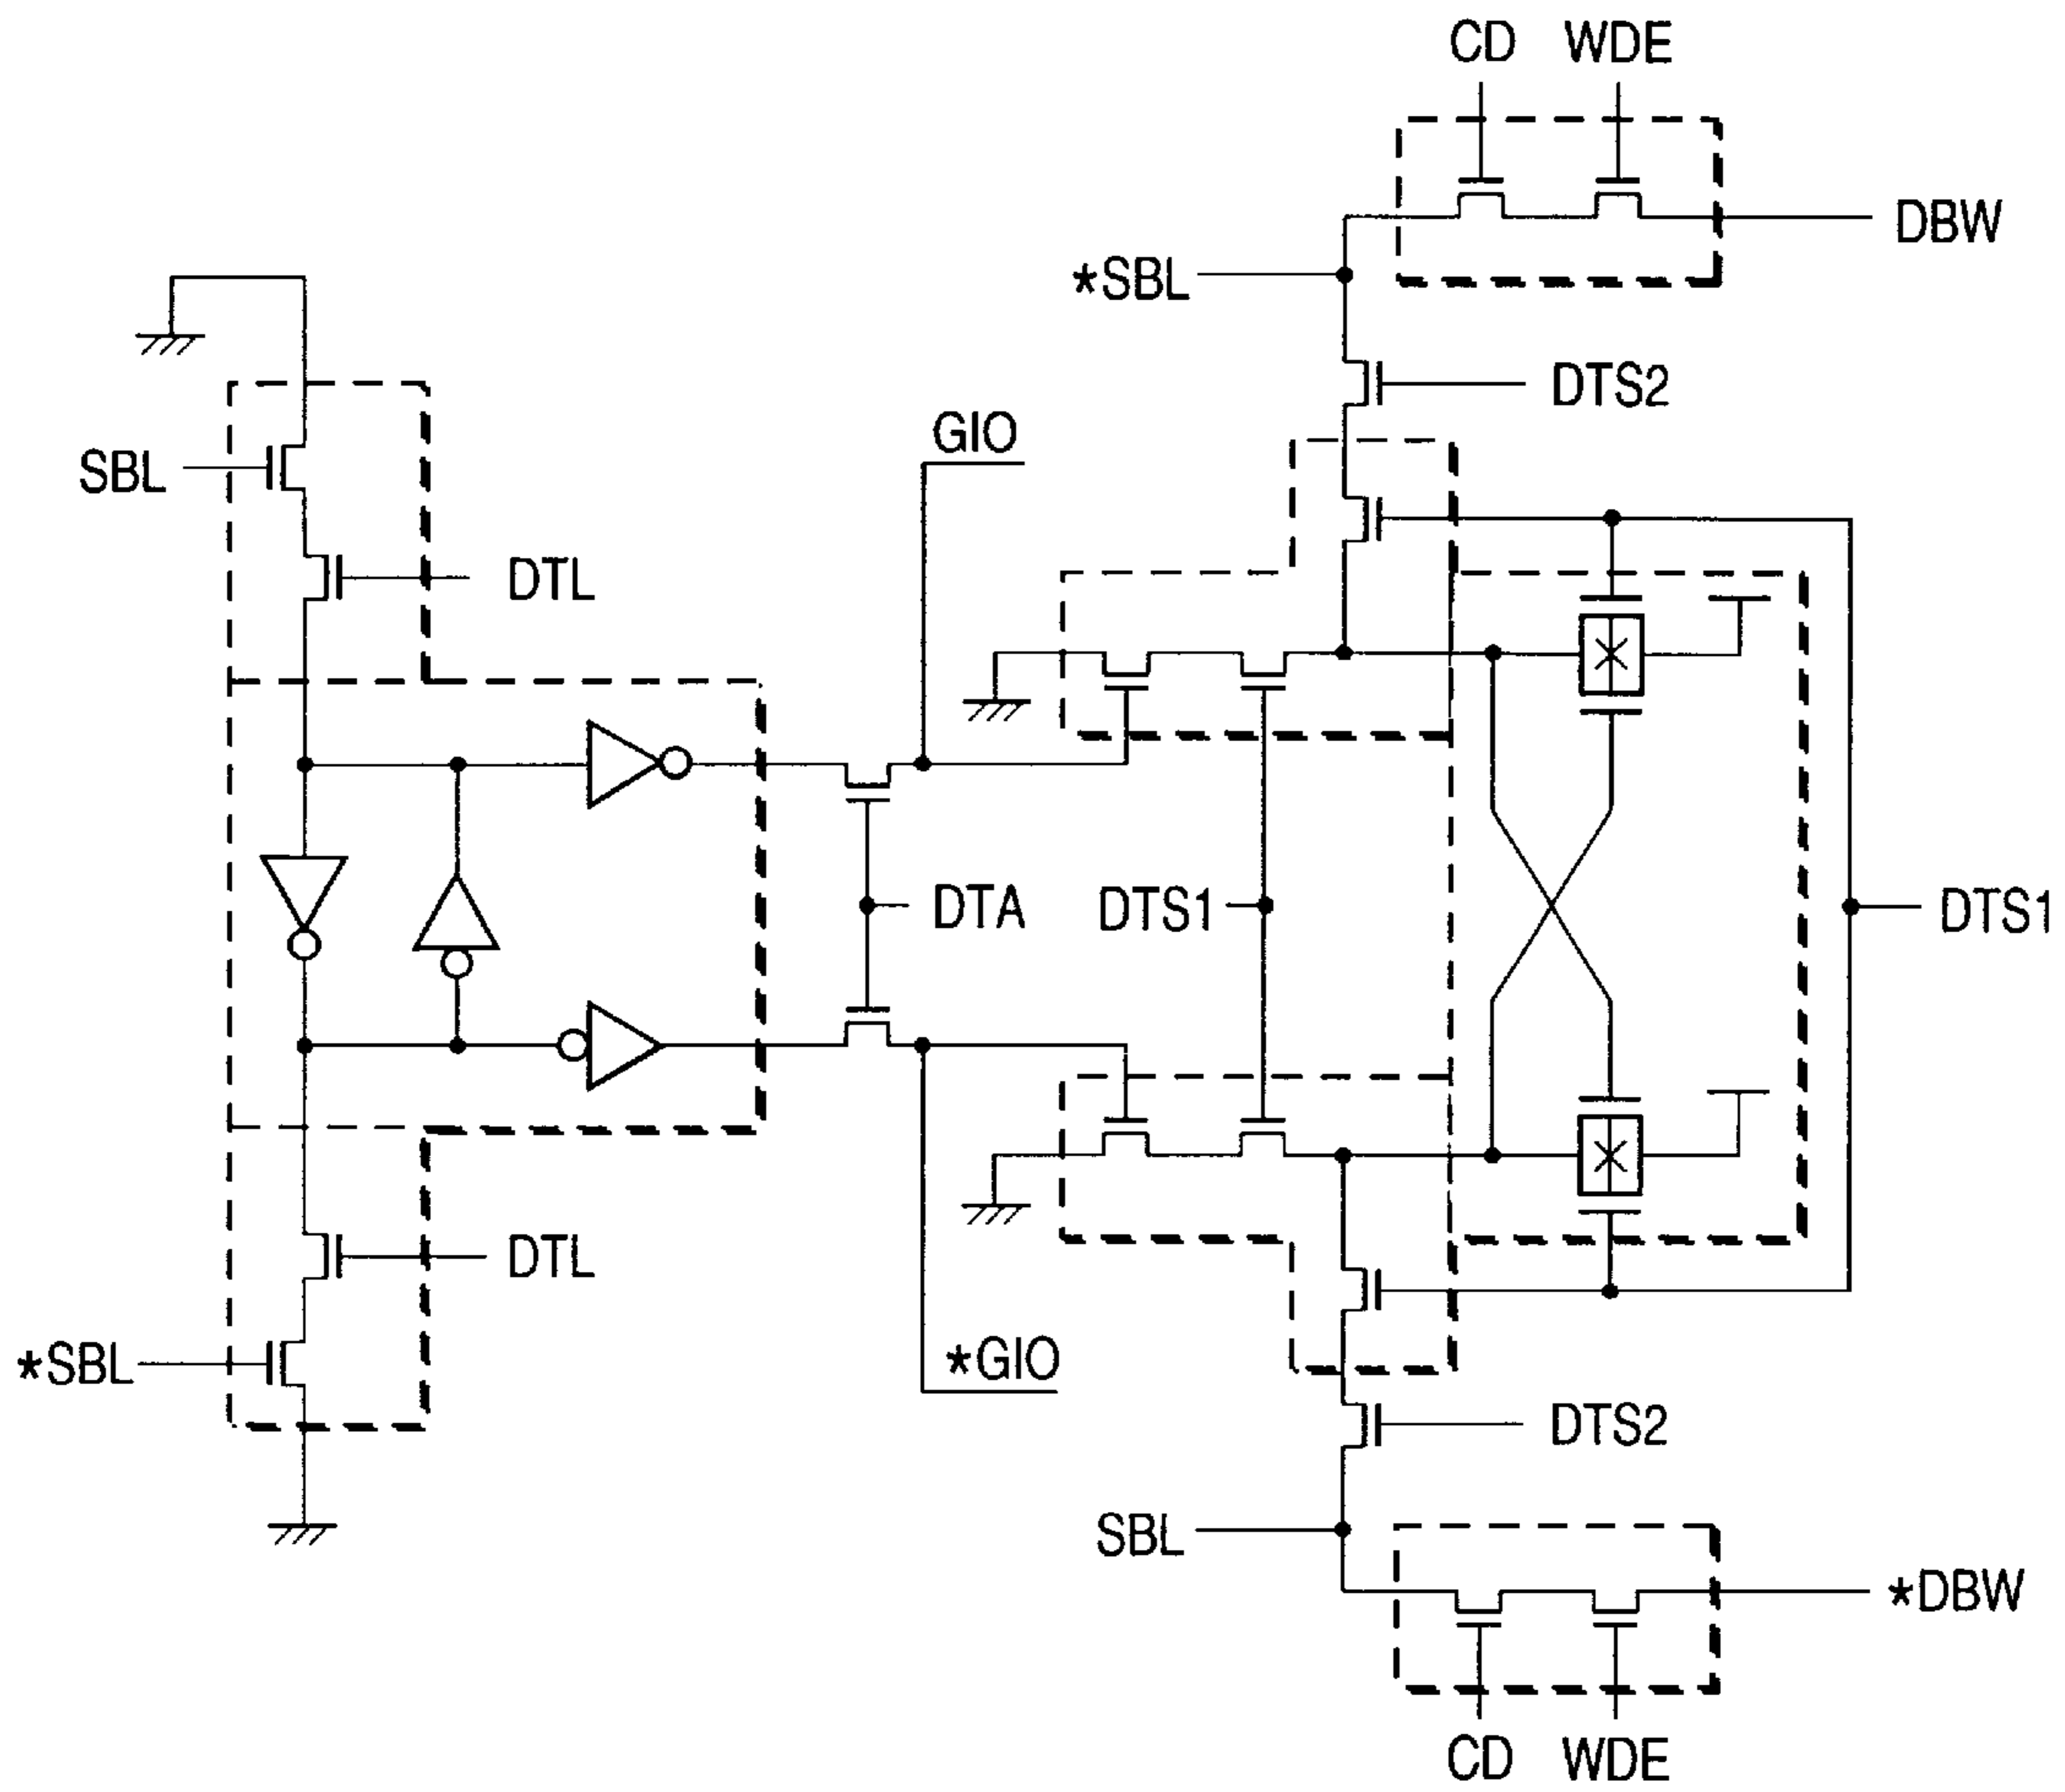 CD WDE
DBW
*SBL
DTS2
GIO
SBL
DTL
DTA
DTS1
DTS1
DTL
*SBL
*GIO
DTS2
SBL
*DBW
CD WDE